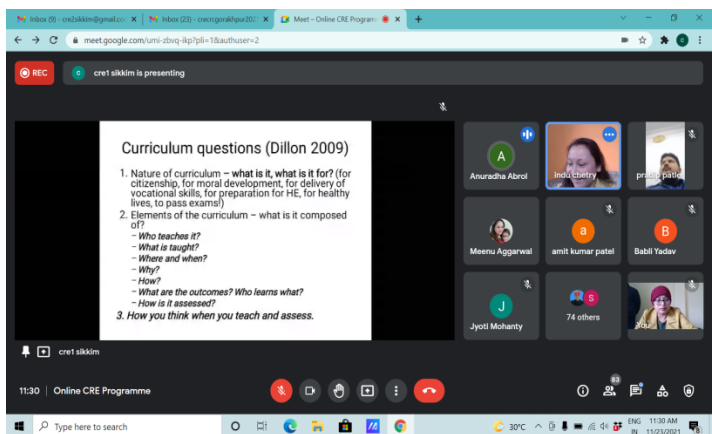 Inbox (9) - cre2sikkim@gmail.co
Inbox (23) - crecrcgorakhpur202
Meet – Online CRE Program
meet.google.com/umi-zbvq-ikp?pli=1&authuser=2
REC
c
cre1 sikkim is presenting
Curriculum questions (Dillon 2009)
1. Nature of curriculum – what is it, what is it for? (for
citizenship, for moral development, for delivery of
vocational skills, for preparation for HE, for healthy
lives, to pass exams!)
2. Elements of the curriculum – what is it composed
of?
– Who teaches it?
– What is taught?
– Where and when?
– Why?
– How?
– What are the outcomes? Who learns what?
– How is it assessed?
3. How you think when you teach and assess.
A
Anuradha Abrol
indu chetry
pratip patle
Meenu Aggarwal
a
amit kumar patel
B
Babli Yadav
J
Jyoti Mohanty
S
74 others
You
cre1 sikkim
11:30 | Online CRE Programme
83
Type here to search
30°C
ENG
IN
11:30 AM
11/23/2021